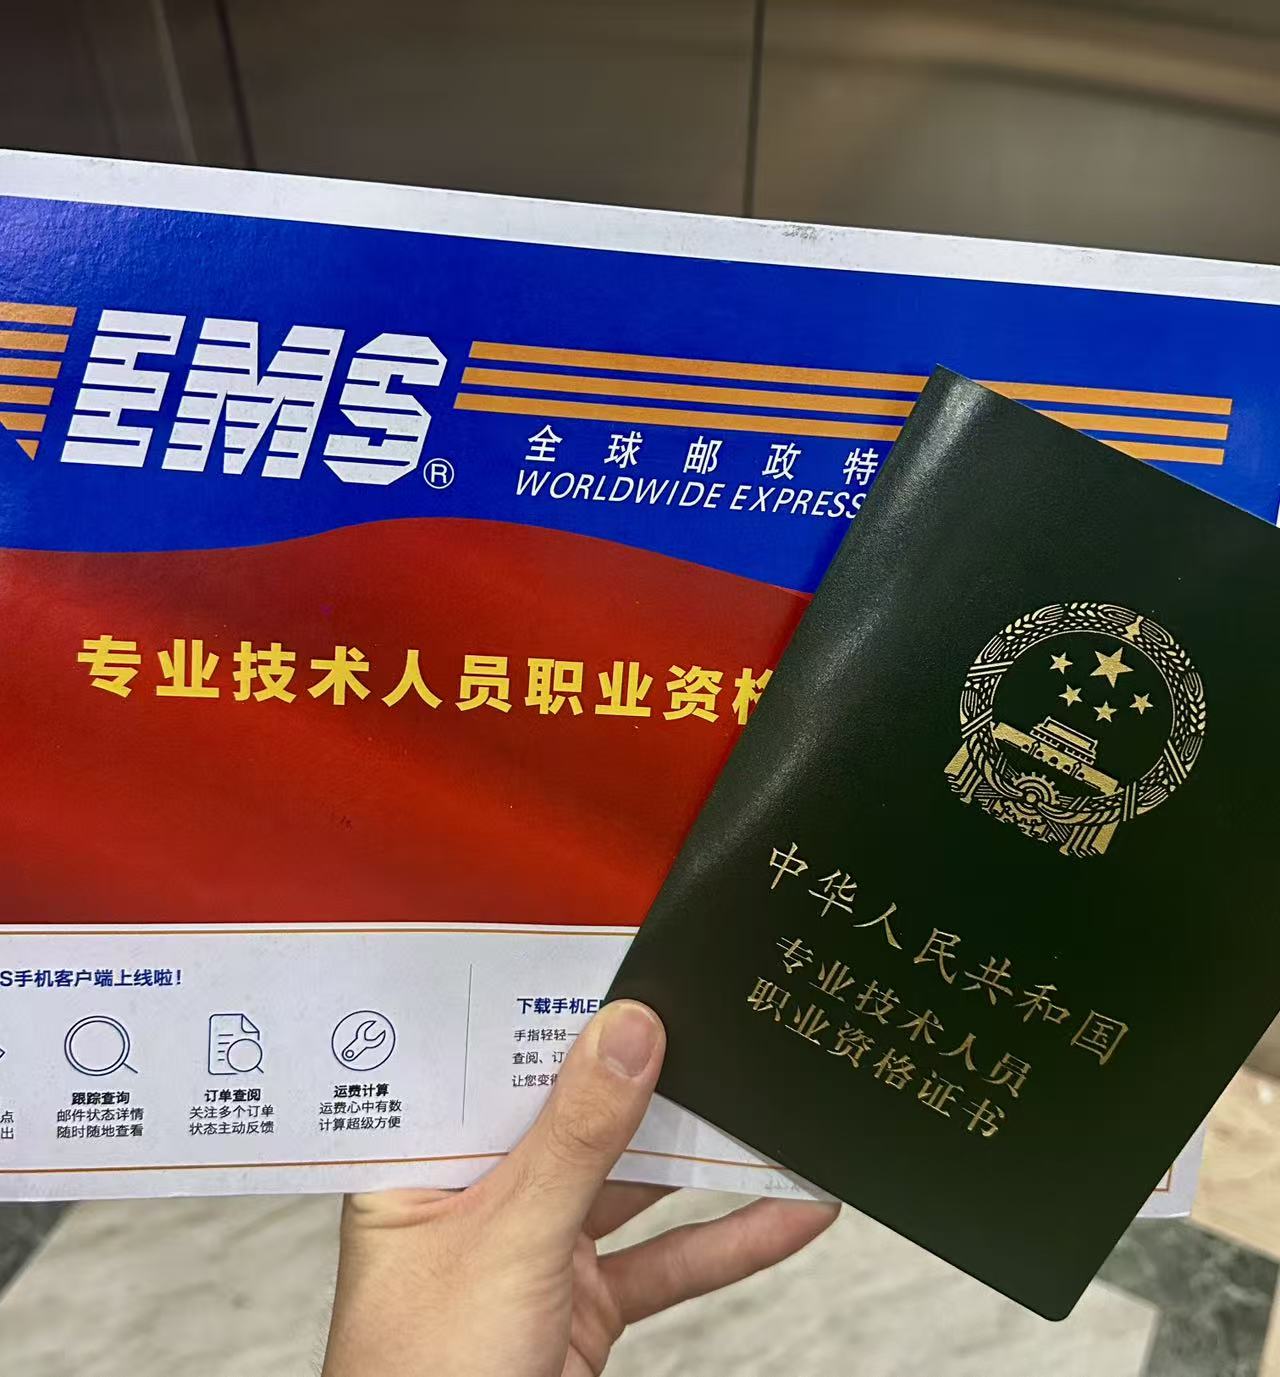 EMS®
全球邮政特
WORLDWIDE EXPRESS
专业技术人员职业资格
S手机客户端上线啦！
点
出
跟踪查询
邮件状态详情
随时随地查看
订单查阅
关注多个订单
状态主动反馈
运费计算
运费心中有数
计算超级方便
下载手机E
手指轻轻一
查阅、订
让您变得
中华人民共和国
专业技术人员
职业资格证书